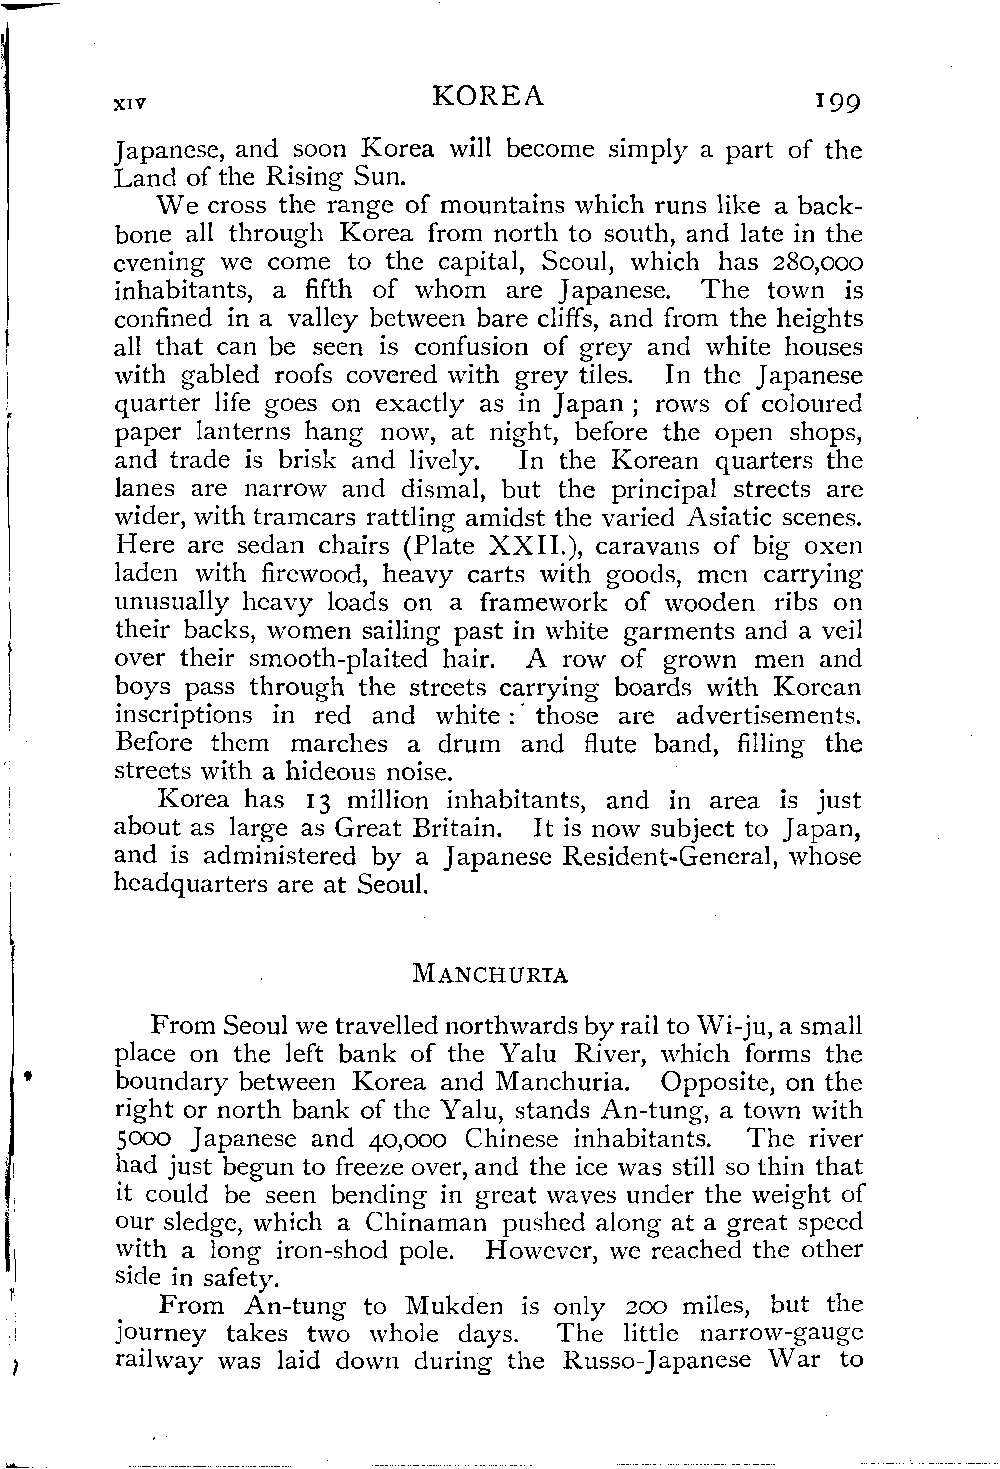 XIV KOREA 199
Japanese, and soon Korea will become simply a part of the
Land of the Rising Sun.
We cross the range of mountains which runs like a back-
bone all through Korea from north to south, and late in the
evening we come to the capital, Seoul, which has 280,000
inhabitants, a fifth of whom are Japanese. The town is
confined in a valley between bare cliffs, and from the heights
all that can be seen is confusion of grey and white houses
with gabled roofs covered with grey tiles. In the Japanese
quarter life goes on exactly as in Japan ; rows of coloured
paper lanterns hang now, at night, before the open shops,
and trade is brisk and lively. In the Korean quarters the
lanes are narrow and dismal, but the principal streets are
wider, with tramcars rattling amidst the varied Asiatic scenes.
Here are sedan chairs (Plate XXII.), caravans of big oxen
laden with firewood, heavy carts with goods, men carrying
unusually heavy loads on a framework of wooden ribs on
their backs, women sailing past in white garments and a veil
over their smooth-plaited hair. A row of grown men and
boys pass through the streets carrying boards with Korean
inscriptions in red and white : those are advertisements.
Before them marches a drum and flute band, filling the
streets with a hideous noise.
Korea has 13 million inhabitants, and in area is just
about as large as Great Britain. It is now subject to Japan,
and is administered by a Japanese Resident-General, whose
headquarters are at Seoul.
MANCHURIA
From Seoul we travelled northwards by rail to Wi-ju, a small
place on the left bank of the Yalu River, which forms the
boundary between Korea and Manchuria. Opposite, on the
right or north bank of the Yalu, stands An-tung, a town with
5000 Japanese and 40,000 Chinese inhabitants. The river
had just begun to freeze over, and the ice was still so thin that
it could be seen bending in great waves under the weight of
our sledge, which a Chinaman pushed along at a great speed
with a long iron-shod pole. However, we reached the other
side in safety.
From An-tung to Mukden is only 200 miles, but the
journey takes two whole days. The little narrow-gauge
railway was laid down during the Russo-Japanese War to